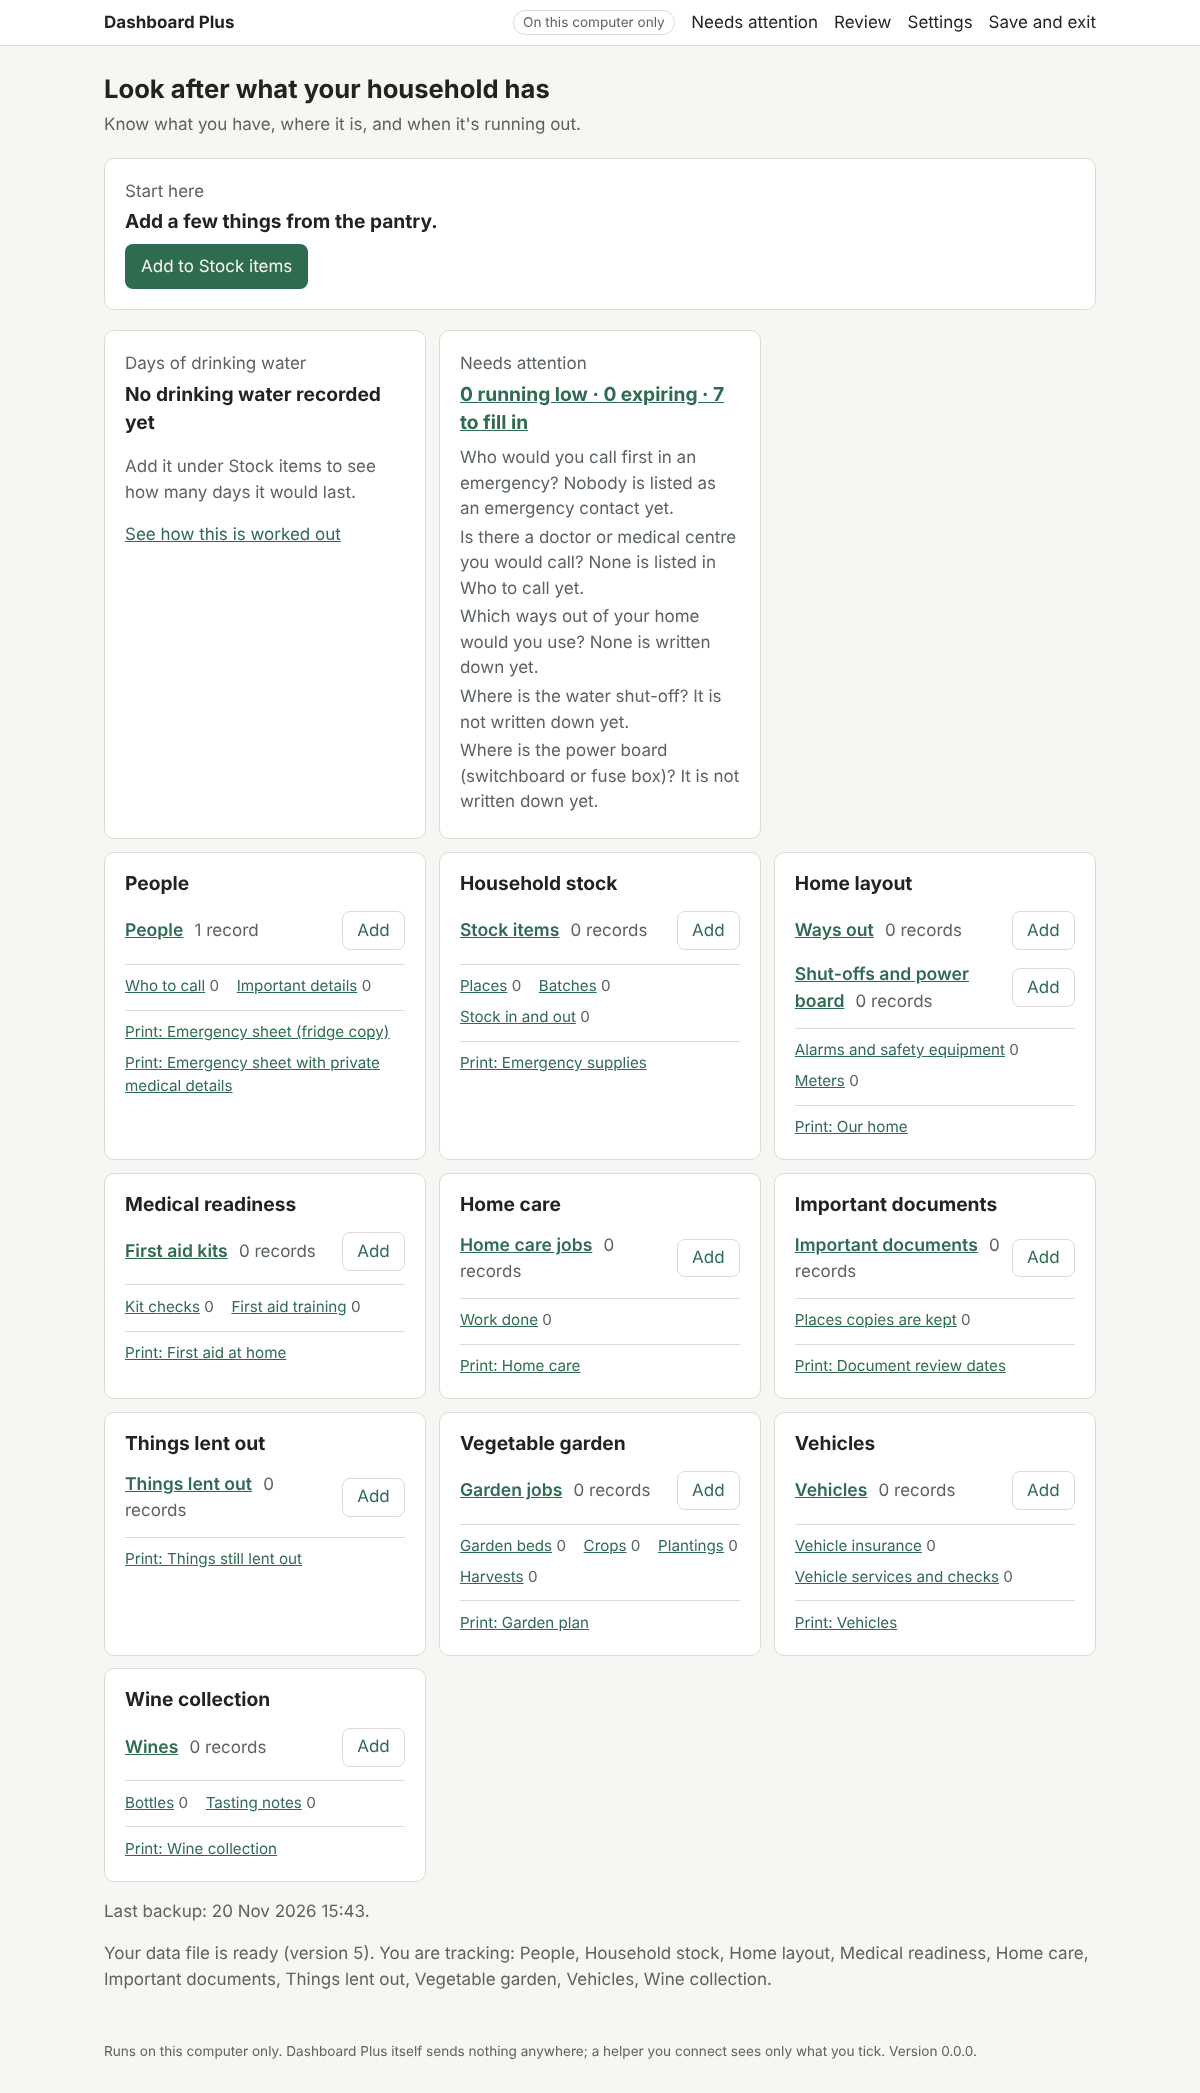 Dashboard Plus
On this computer only
Needs attention
Review
Settings
Save and exit
Look after what your household has
Know what you have, where it is, and when it's running out.
Start here
Add a few things from the pantry.
Add to Stock items
Days of drinking water
No drinking water recorded
yet
Add it under Stock items to see
how many days it would last.
See how this is worked out
Needs attention
0 running low · 0 expiring · 7
to fill in
Who would you call first in an
emergency? Nobody is listed as
an emergency contact yet.
Is there a doctor or medical centre
you would call? None is listed in
Who to call yet.
Which ways out of your home
would you use? None is written
down yet.
Where is the water shut-off? It is
not written down yet.
Where is the power board
(switchboard or fuse box)? It is not
written down yet.
People
People 1 record Add
Who to call 0 Important details 0
Print: Emergency sheet (fridge copy)
Print: Emergency sheet with private
medical details
Household stock
Stock items 0 records Add
Places 0 Batches 0
Stock in and out 0
Print: Emergency supplies
Home layout
Ways out 0 records Add
Shut-offs and power
board 0 records Add
Alarms and safety equipment 0
Meters 0
Print: Our home
Medical readiness
First aid kits 0 records Add
Kit checks 0 First aid training 0
Print: First aid at home
Home care
Home care jobs 0
records Add
Work done 0
Print: Home care
Important documents
Important documents 0
records Add
Places copies are kept 0
Print: Document review dates
Things lent out
Things lent out 0
records Add
Print: Things still lent out
Vegetable garden
Garden jobs 0 records Add
Garden beds 0 Crops 0 Plantings 0
Harvests 0
Print: Garden plan
Vehicles
Vehicles 0 records Add
Vehicle insurance 0
Vehicle services and checks 0
Print: Vehicles
Wine collection
Wines 0 records Add
Bottles 0 Tasting notes 0
Print: Wine collection
Last backup: 20 Nov 2026 15:43.
Your data file is ready (version 5). You are tracking: People, Household stock, Home layout, Medical readiness, Home care,
Important documents, Things lent out, Vegetable garden, Vehicles, Wine collection.
Runs on this computer only. Dashboard Plus itself sends nothing anywhere; a helper you connect sees only what you tick. Version 0.0.0.